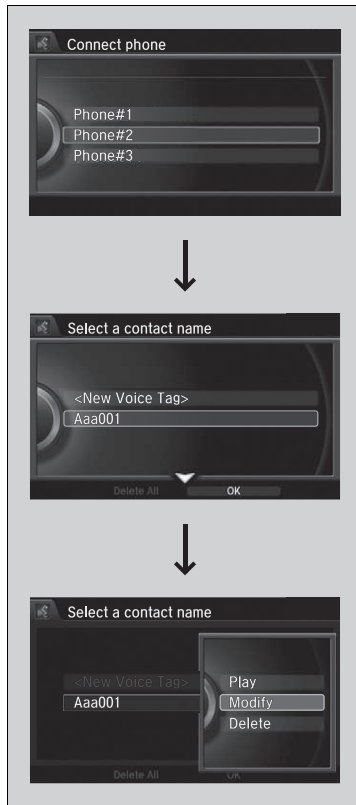 Connect phone
Phone#1
Phone#2
Phone#3
Select a contact name
<New Voice Tag>
Aaa001
Delete All OK
Select a contact name
<New Voice Tag> Play
Aaa001 Modify
Delete
Delete All OK